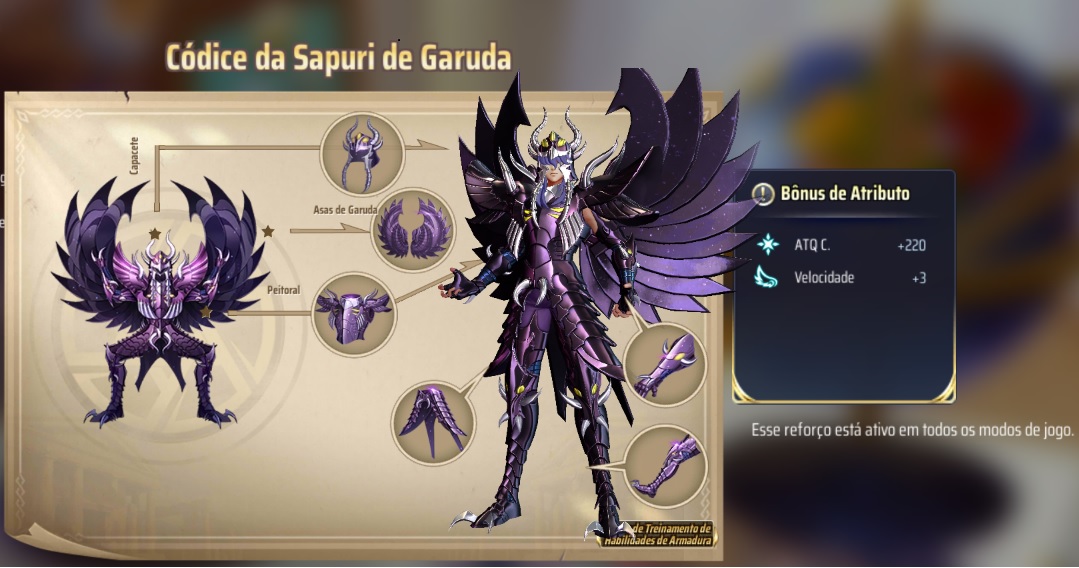 Códice da Sapuri de Garuda
Capacete
Asas de Garuda
Peitoral
de Treinamento de
Habilidades de Armadura
Bônus de Atributo
ATQ C. +220
Velocidade +3
Esse reforço está ativo em todos os modos de jogo.